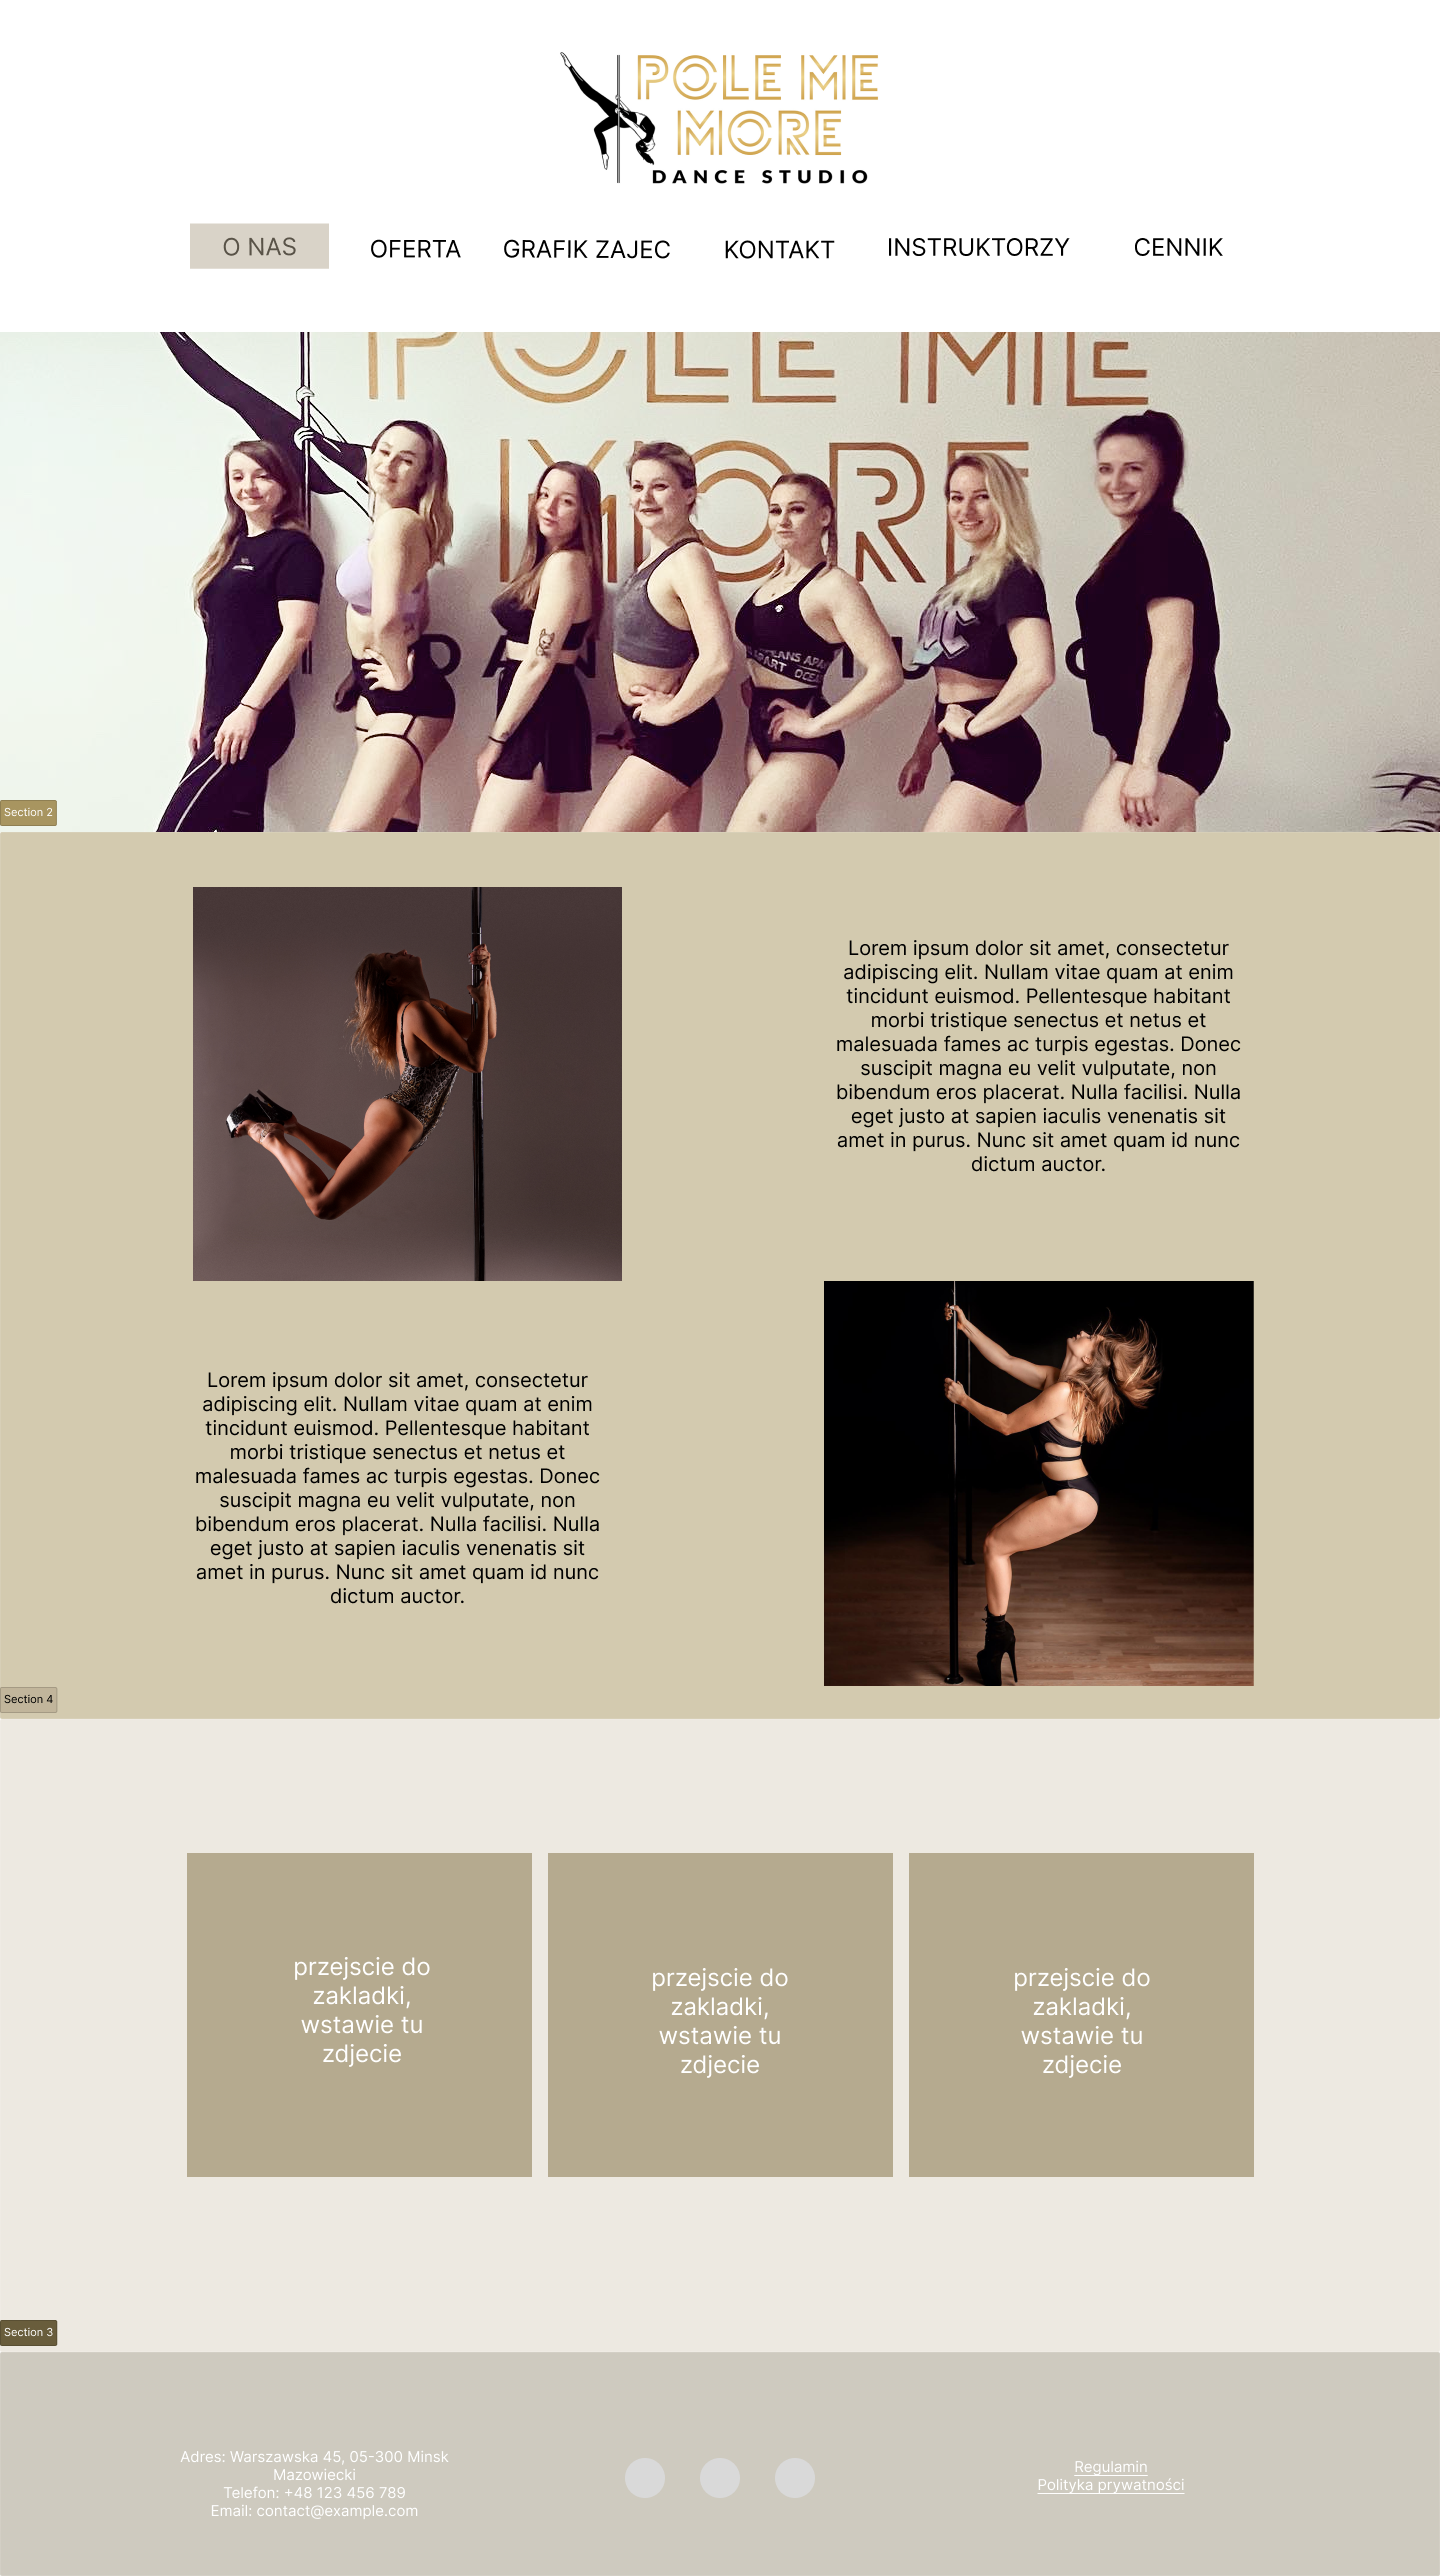 POLE ME
MORE
DANCE STUDIO
O NAS
OFERTA
GRAFIK ZAJEC
KONTAKT
INSTRUKTORZY
CENNIK
POLE ME
MORE
Section 2
Lorem ipsum dolor sit amet, consectetur
adipiscing elit. Nullam vitae quam at enim
tincidunt euismod. Pellentesque habitant
morbi tristique senectus et netus et
malesuada fames ac turpis egestas. Donec
suscipit magna eu velit vulputate, non
bibendum eros placerat. Nulla facilisi. Nulla
eget justo at sapien iaculis venenatis sit
amet in purus. Nunc sit amet quam id nunc
dictum auctor.
Lorem ipsum dolor sit amet, consectetur
adipiscing elit. Nullam vitae quam at enim
tincidunt euismod. Pellentesque habitant
morbi tristique senectus et netus et
malesuada fames ac turpis egestas. Donec
suscipit magna eu velit vulputate, non
bibendum eros placerat. Nulla facilisi. Nulla
eget justo at sapien iaculis venenatis sit
amet in purus. Nunc sit amet quam id nunc
dictum auctor.
Section 4
przejscie do
zakladki,
wstawie tu
zdjecie
przejscie do
zakladki,
wstawie tu
zdjecie
przejscie do
zakladki,
wstawie tu
zdjecie
Section 3
Adres: Warszawska 45, 05-300 Minsk
Mazowiecki
Telefon: +48 123 456 789
Email: contact@example.com
Regulamin
Polityka prywatności